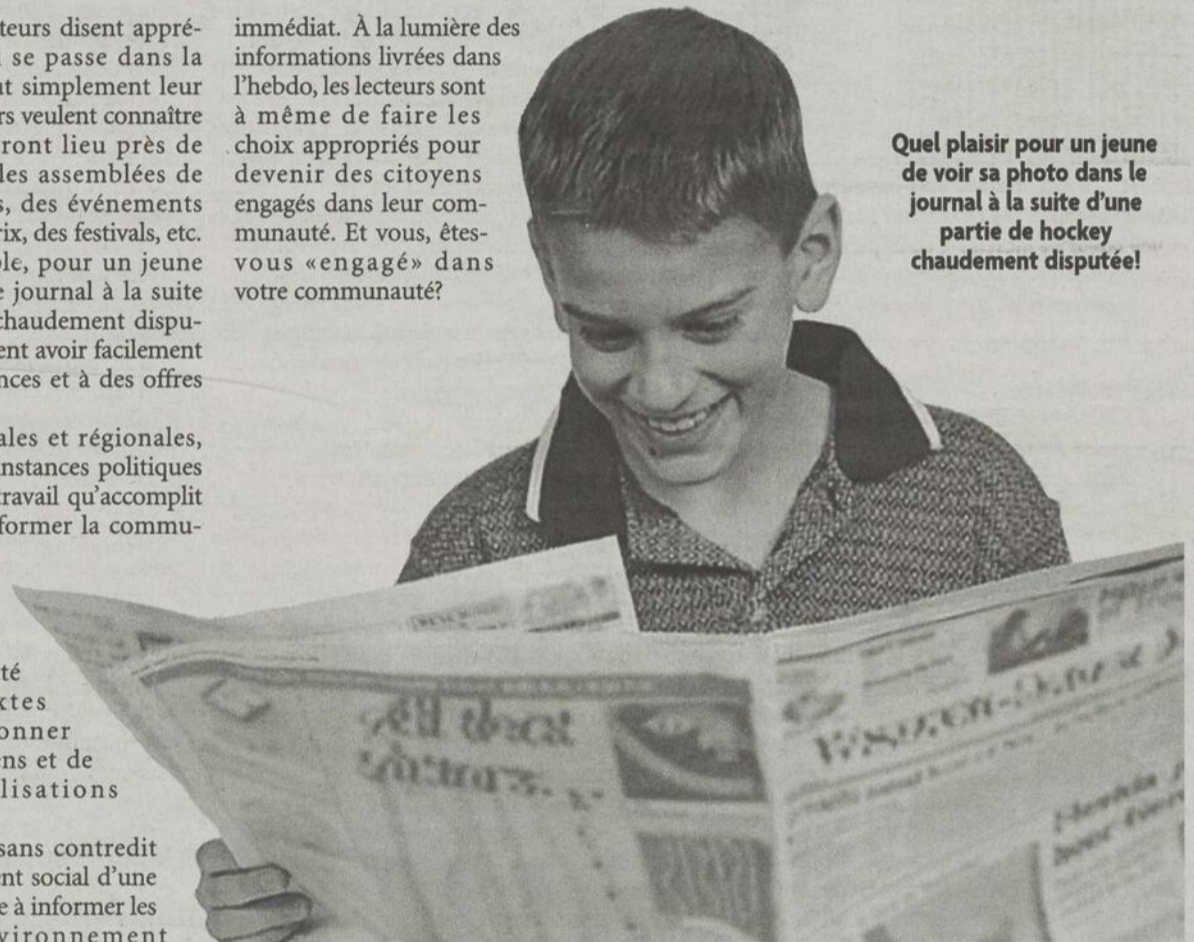 teurs disent appré-
se passe dans la
t simplement leur
rs veulent connaître
ront lieu près de
les assemblées de
s, des événements
rix, des festivals, etc.
le, pour un jeune
e journal à la suite
chaudement dispu-
ent avoir facilement
nces et à des offres
ales et régionales,
instances politiques
travail qu’accomplit
former la commu-
té
xtes
onner
ns et de
lisations
sans contredit
nt social d’une
e à informer les
vironnement
immédiat. À la lumière des
informations livrées dans
l’hebdo, les lecteurs sont
à même de faire les
choix appropriés pour
devenir des citoyens
engagés dans leur com-
munauté. Et vous, êtes-
vous «engagé» dans
votre communauté?
Quel plaisir pour un jeune
de voir sa photo dans le
journal à la suite d’une
partie de hockey
chaudement disputée!